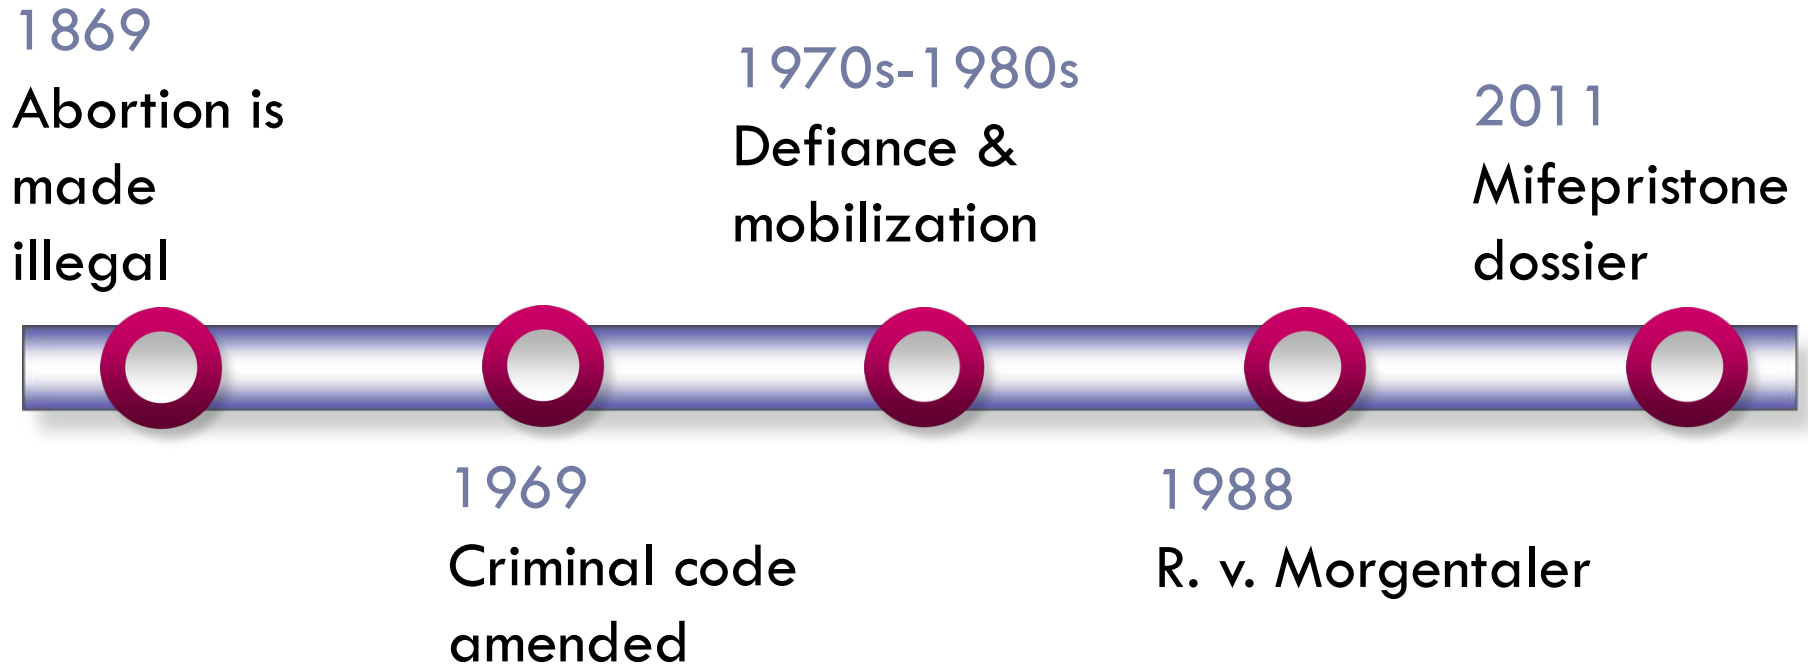 1869
Abortion is
made
illegal
1969
Criminal code
amended
1970s-1980s
Defiance &
mobilization
1988
R. v. Morgentaler
2011
Mifepristone
dossier